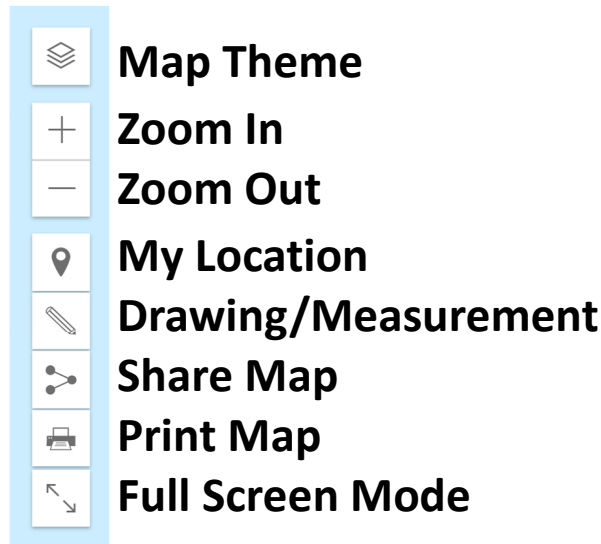 Map Theme
Zoom In
Zoom Out
My Location
Drawing/Measurement
Share Map
Print Map
Full Screen Mode